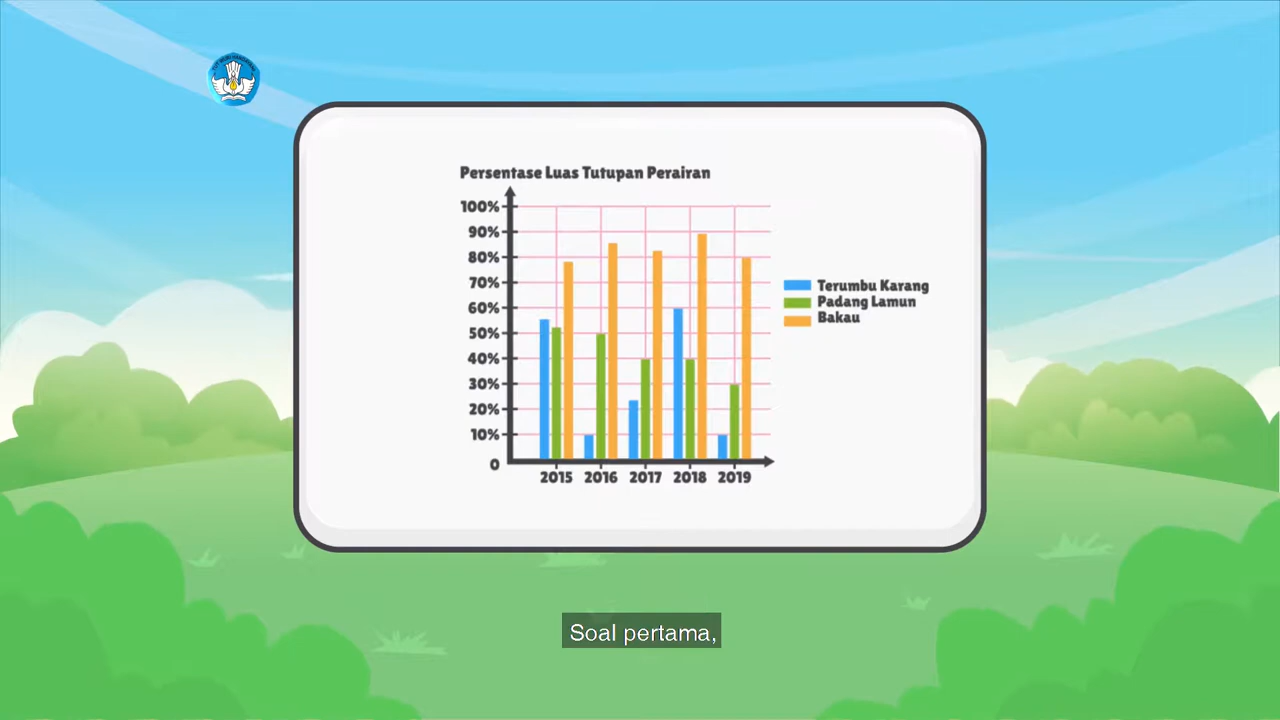 Persentase Luas Tutupan Perairan
100%
90%
80%
70%
60%
50%
40%
30%
20%
10%
0
2015 2016 2017 2018 2019
Terumbu Karang
Padang Lamun
Bakau
Soal pertama,